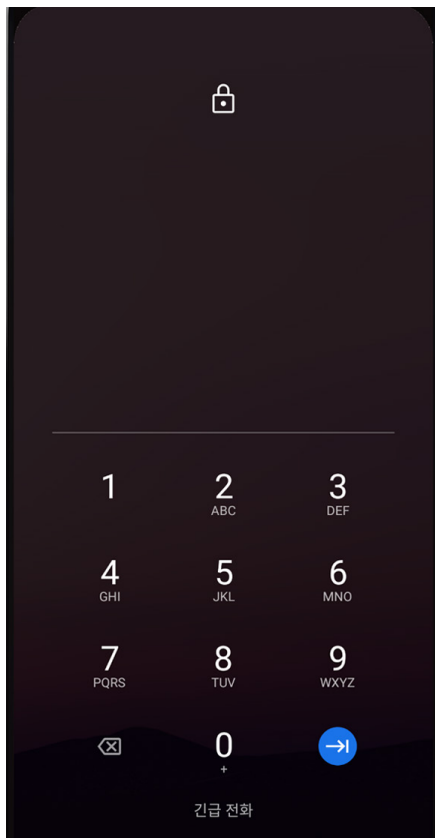 1 2 3
ABC DEF
4 5 6
GHI JKL MNO
7 8 9
PQRS TUV WXYZ
0
+
긴급 전화